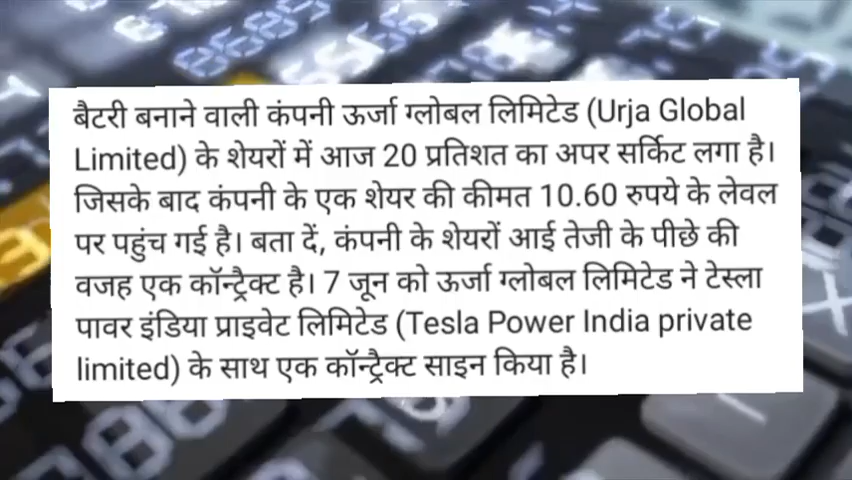 बैटरी बनाने वाली कंपनी ऊर्जा ग्लोबल लिमिटेड (Urja Global
Limited) के शेयरों में आज 20 प्रतिशत का अपर सर्किट लगा है।
जिसके बाद कंपनी के एक शेयर की कीमत 10.60 रुपये के लेवल
पर पहुंच गई है। बता दें, कंपनी के शेयरों आई तेजी के पीछे की
वजह एक कॉन्ट्रैक्ट है। 7 जून को ऊर्जा ग्लोबल लिमिटेड ने टेस्ला
पावर इंडिया प्राइवेट लिमिटेड (Tesla Power India private
limited) के साथ एक कॉन्ट्रैक्ट साइन किया है।